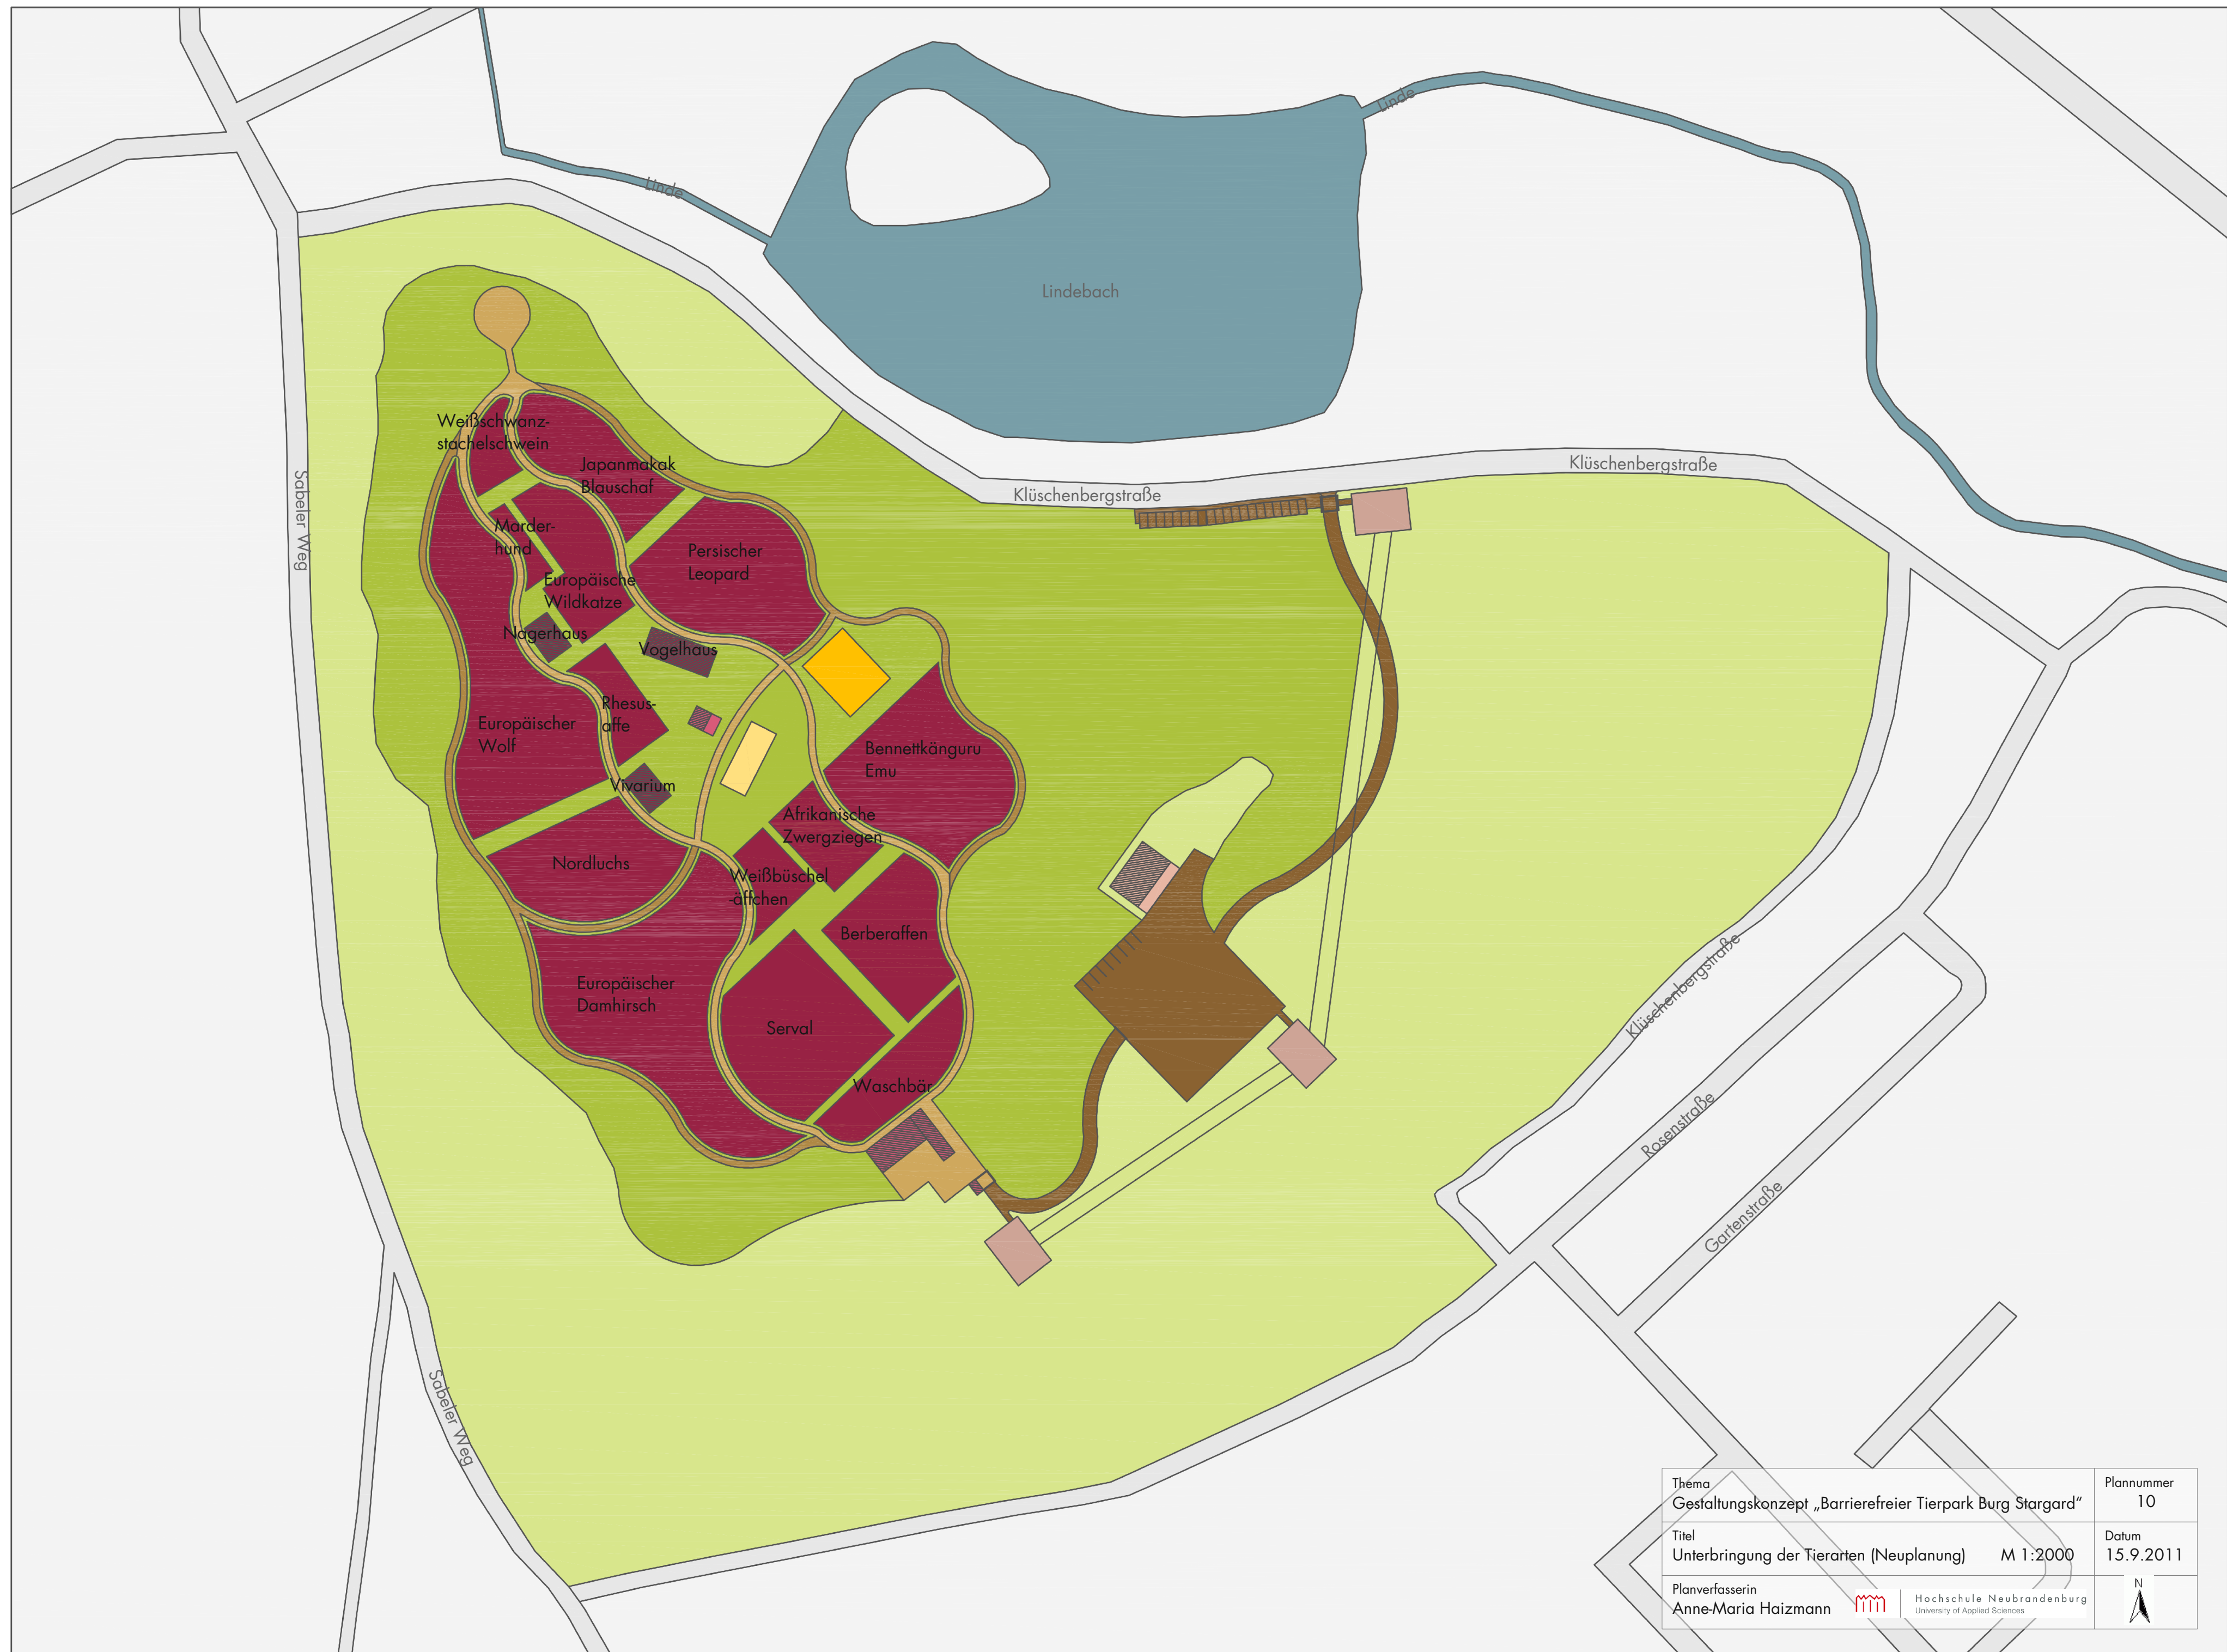 Linde
Linde
Lindebach
Weißschwanz-
stachelschwein
Japanmakak
Blauschaf
Klüschenbergstraße
Klüschenbergstraße
Sabeler Weg
Marder-
hund
Persischer
Leopard
Europäische
Wildkatze
Nagerhaus
Vogelhaus
Rhesus-
affe
Europäischer
Wolf
Bennettkänguru
Emu
Vivarium
Afrikanische
Zwergziegen
Nordluchs
Weißbüschel
-äffchen
Berberaffen
Europäischer
Damhirsch
Serval
Waschbär
Klüschenbergstraße
Rosenstraße
Gartenstraße
Sabeler Weg
Thema
Gestaltungskonzept „Barrierefreier Tierpark Burg Stargard“
Plannummer
10
Titel
Unterbringung der Tierarten (Neuplanung) M 1:2000
Datum
15.9.2011
Planverfasserin
Anne-Maria Haizmann
Hochschule Neubrandenburg
University of Applied Sciences
N